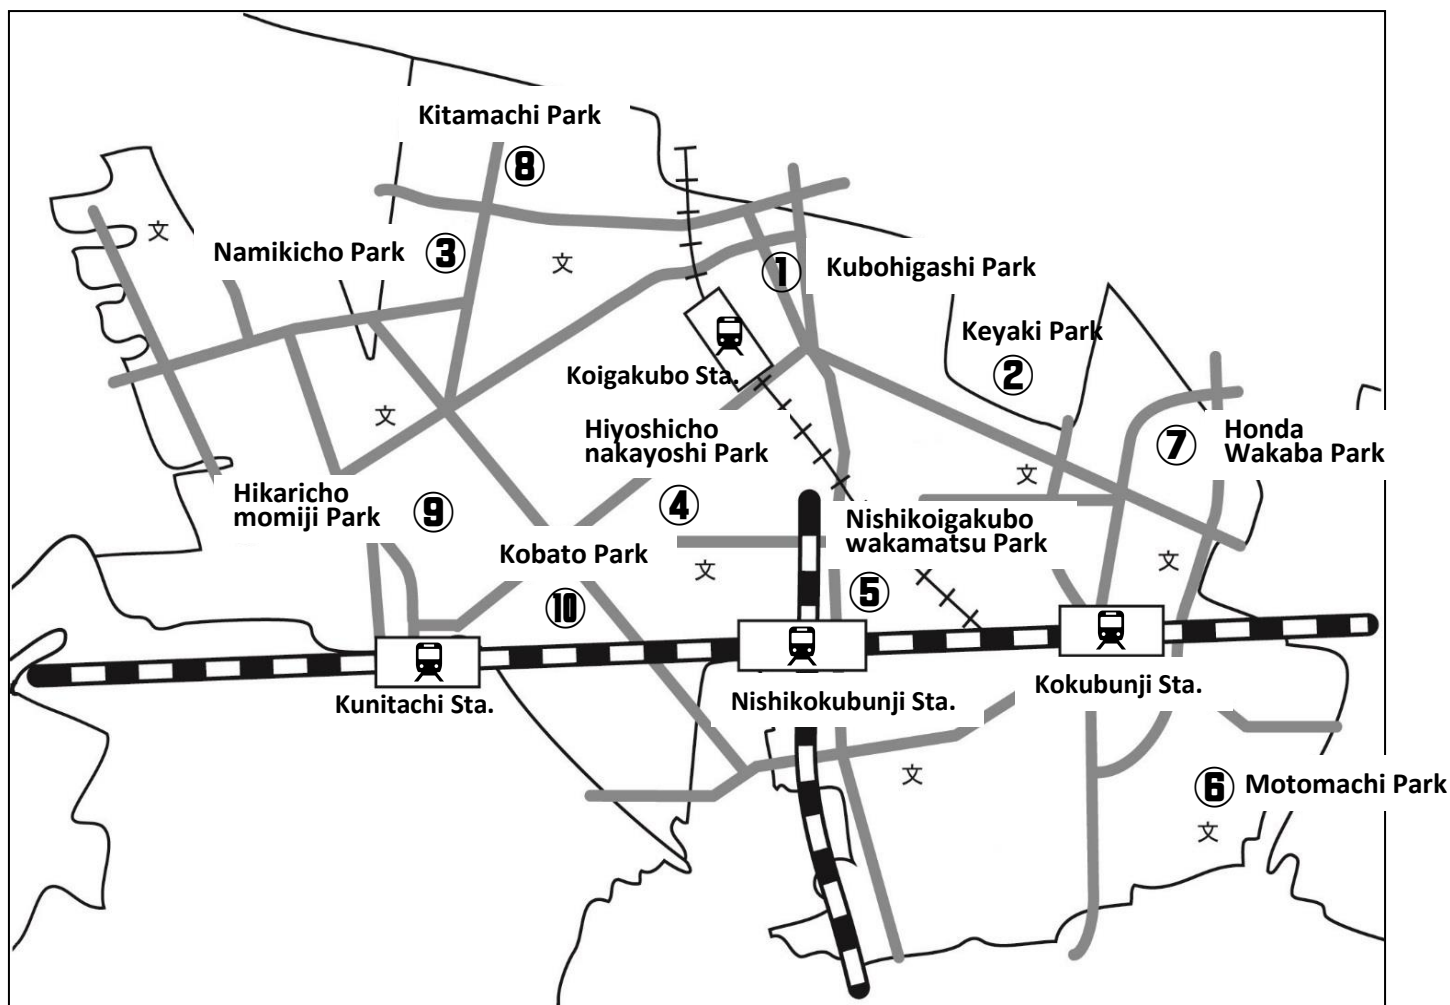 Kitamachi Park
⑧
文
Namikicho Park
③
文
①
Kubohigashi Park
Keyaki Park
②
Koigakubo Sta.
文
Hiyoshicho
nakayoshi Park
④
⑦
Honda
Wakaba Park
文
Hikaricho
momiji Park
⑨
Nishikoigakubo
wakamatsu Park
⑤
Kobato Park
⑩
文
文
Kunitachi Sta.
Nishikokubunji Sta.
Kokubunji Sta.
文
⑥
Motomachi Park
文